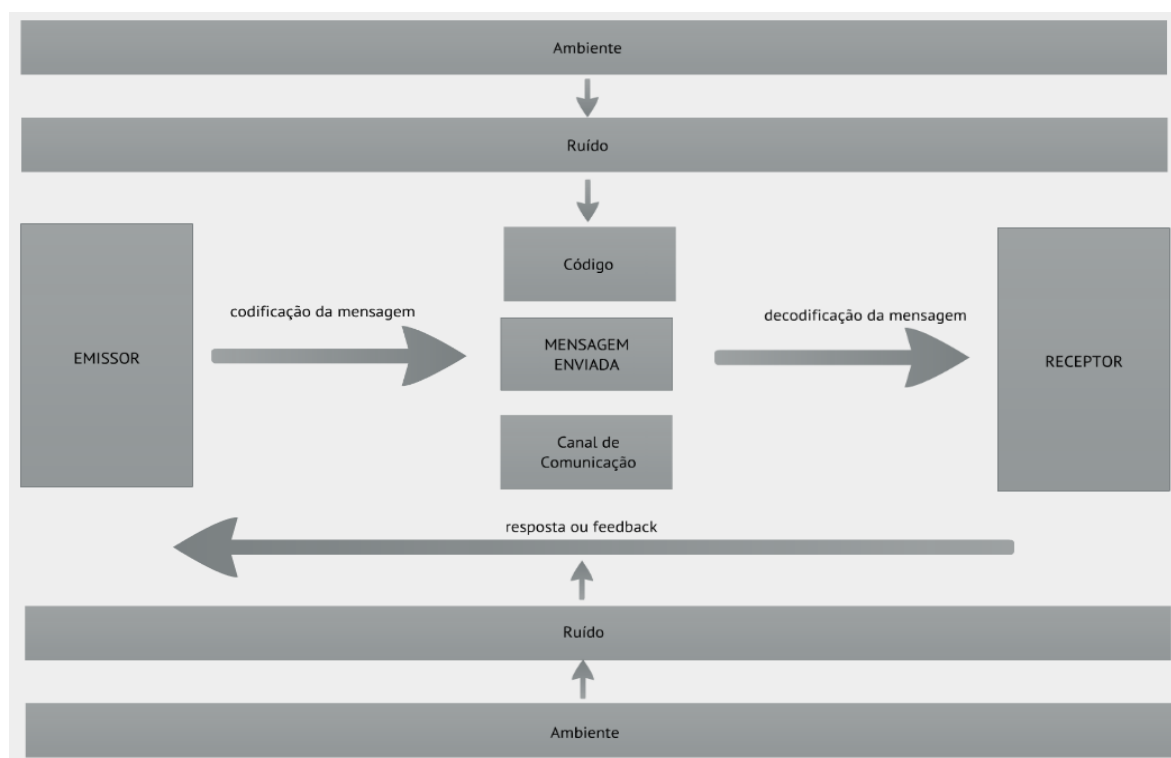 Ambiente
Ruído
Código
codificação da mensagem
decodificação da mensagem
EMISSOR
MENSAGEM
ENVIADA
RECEPTOR
Canal de
Comunicação
resposta ou feedback
Ruído
Ambiente